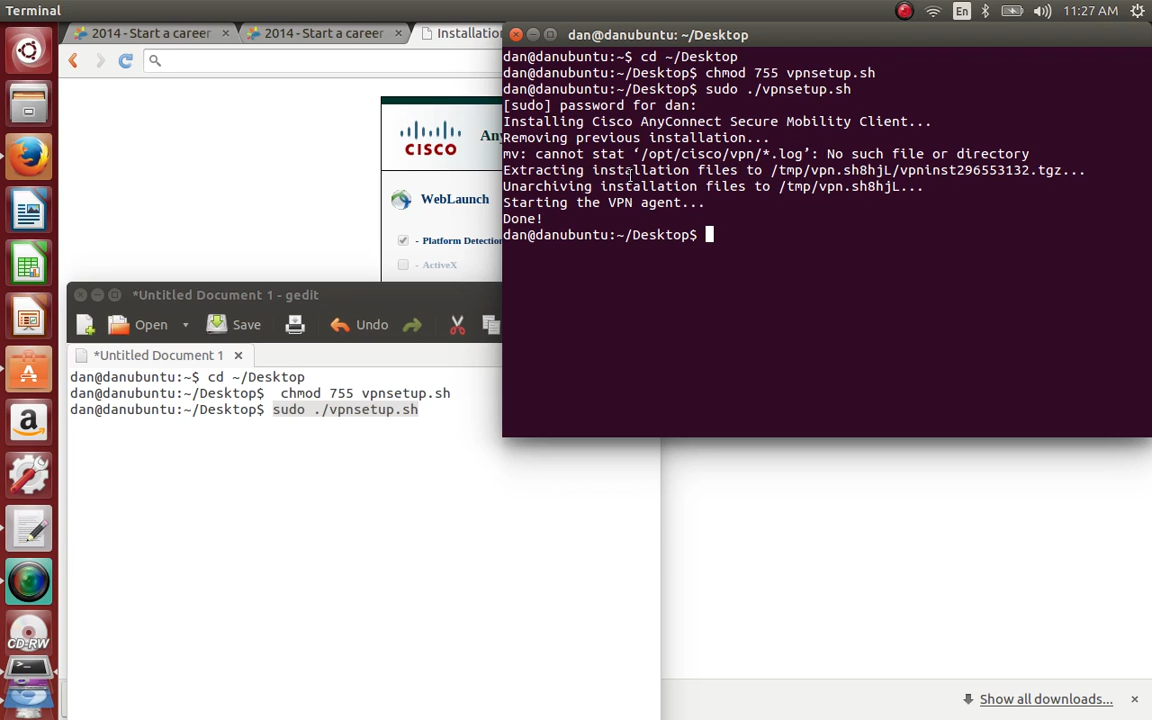 Terminal
En
11:27 AM
2014 - Start a career
2014 - Start a career
Installatio
dan@danubuntu: ~/Desktop
dan@danubuntu:~$ cd ~/Desktop
dan@danubuntu:~/Desktop$ chmod 755 vpnsetup.sh
dan@danubuntu:~/Desktop$ sudo ./vpnsetup.sh
[sudo] password for dan:
Installing Cisco AnyConnect Secure Mobility Client...
Removing previous installation...
mv: cannot stat ‘/opt/cisco/vpn/*.log’: No such file or directory
Extracting installation files to /tmp/vpn.sh8hjL/vpninst296553132.tgz...
Unarchiving installation files to /tmp/vpn.sh8hjL...
Starting the VPN agent...
Done!
dan@danubuntu:~/Desktop$
CISCO
Any
WebLaunch
- Platform Detection
- ActiveX
*Untitled Document 1 - gedit
Open
Save
Undo
*Untitled Document 1
dan@danubuntu:~$ cd ~/Desktop
dan@danubuntu:~/Desktop$  chmod 755 vpnsetup.sh
dan@danubuntu:~/Desktop$ sudo ./vpnsetup.sh
CD-RW
Show all downloads...